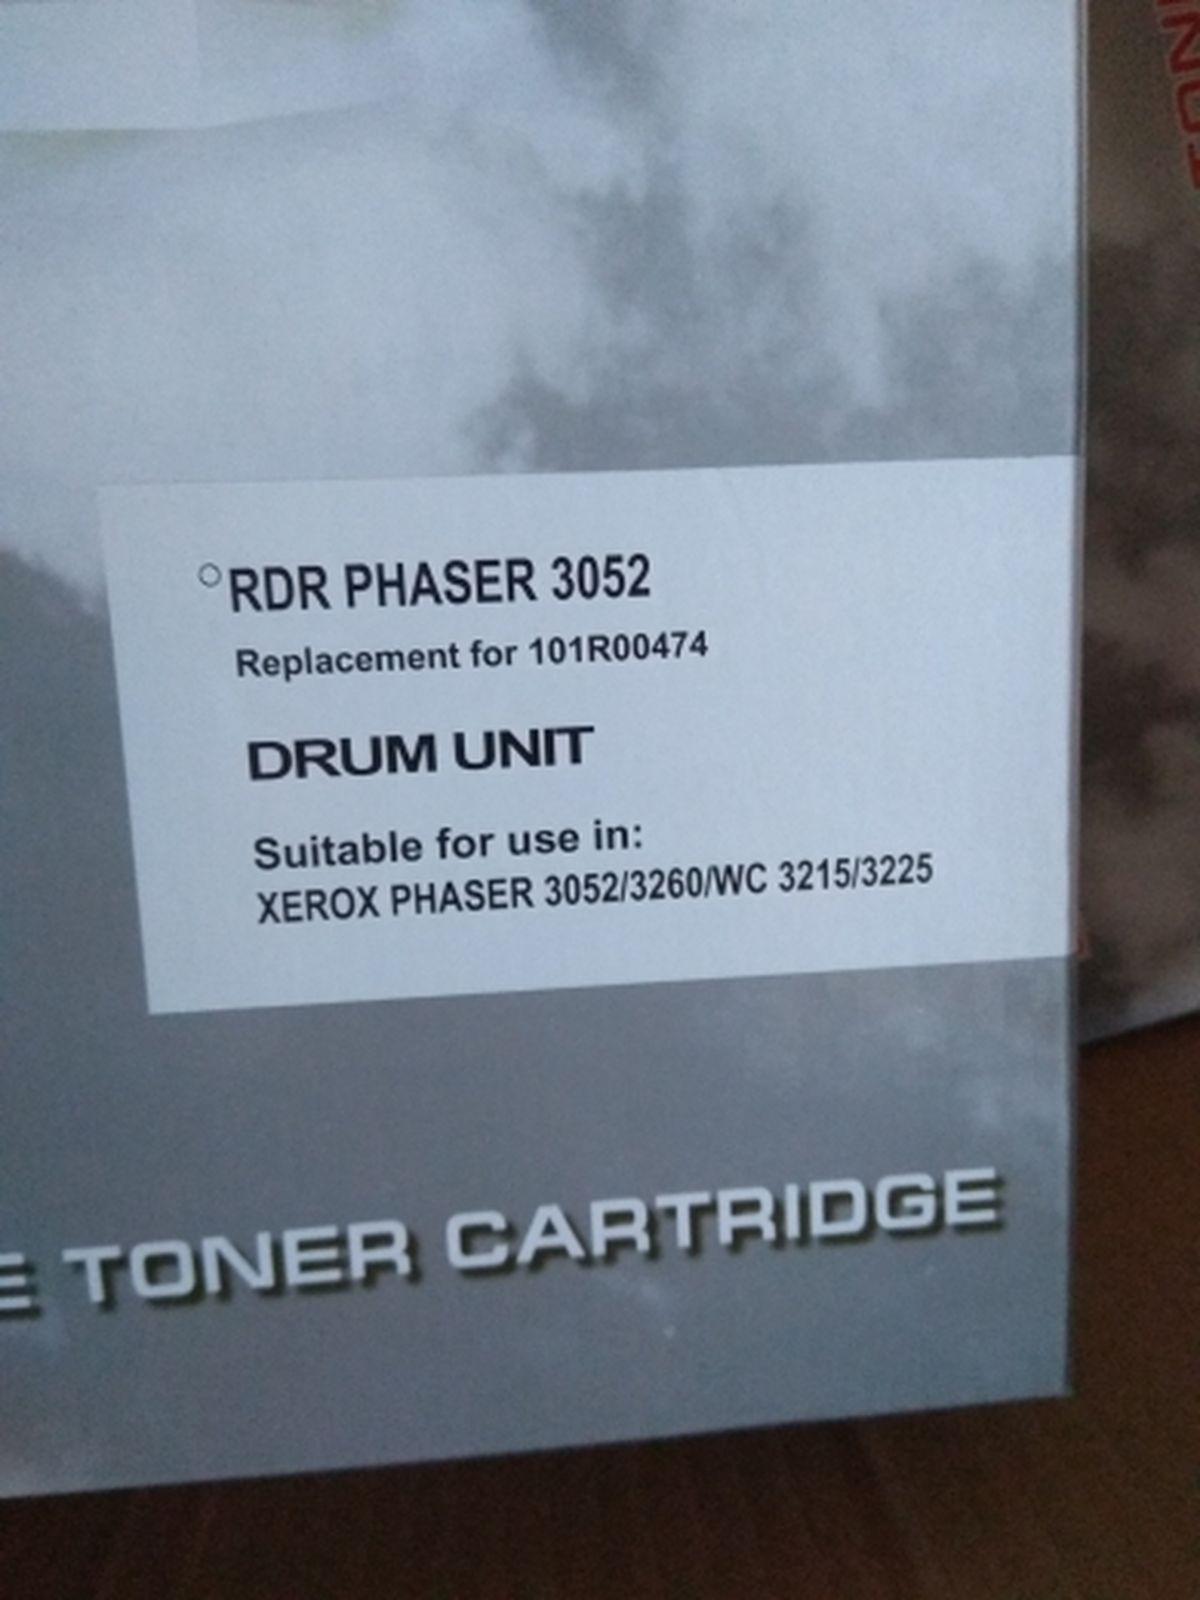 RDR PHASER 3052
Replacement for 101R00474
DRUM UNIT
Suitable for use in:
XEROX PHASER 3052/3260/WC 3215/3225
E TONER CARTRIDGE